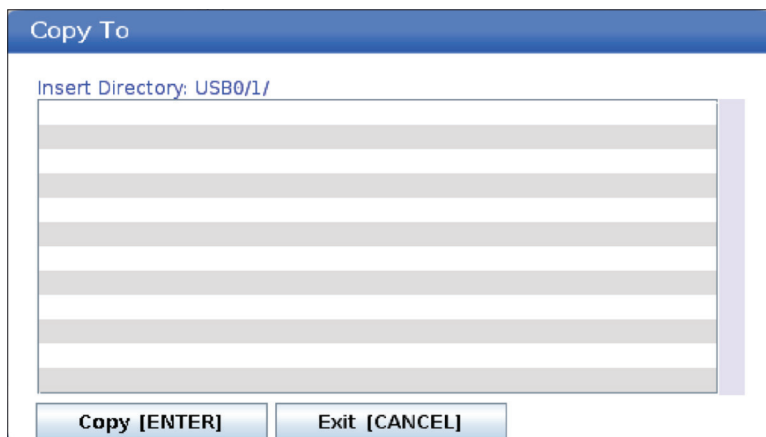 Copy To
Insert Directory: USB0/1/
Copy [ENTER] Exit [CANCEL]